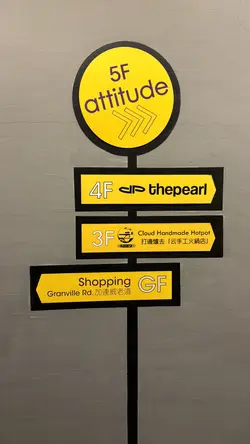 5F
attitude
4F thepearl
3F Cloud Handmade Hotpot
打邊爐去「云手工火鍋店」
Shopping GF
Granville Rd. 加連威老道